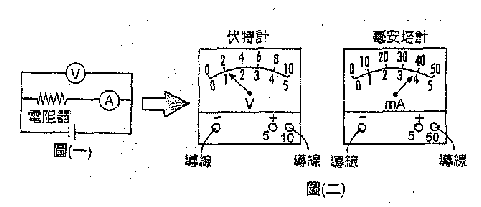 V
A
電阻器
圖(一)
伏特計
0 2 4 6 8 10
0 1 2 3 4 5
V
- + 
5 10
導線 導線
毫安培計
0 10 20 30 40 50
0 1 2 3 4 5
mA
- +
5 50
導線 導線
圖(二)